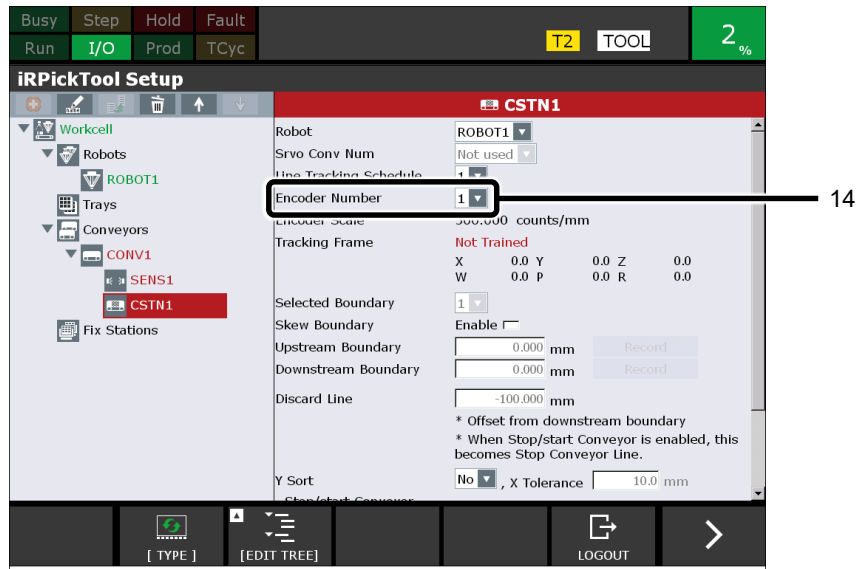 Busy Step Hold Fault
Run I/O Prod TCyc
T2 TOOL 2 %
iRPickTool Setup
CSTN1
Workcell
Robots
ROBOT1
Trays
Conveyors
CONV1
SENS1
CSTN1
Fix Stations
Robot ROBOT1
Srvo Conv Num Not used
Line Tracking Schedule 1
Encoder Number 1
14
Encoder Scale 500.000 counts/mm
Tracking Frame Not Trained
X 0.0 Y 0.0 Z 0.0
W 0.0 P 0.0 R 0.0
Selected Boundary 1
Skew Boundary Enable
Upstream Boundary 0.000 mm Record
Downstream Boundary 0.000 mm Record
Discard Line -100.000 mm
* Offset from downstream boundary
* When Stop/start Conveyor is enabled, this
becomes Stop Conveyor Line.
Y Sort No , X Tolerance 10.0 mm
Stop/start Conveyor
[ TYPE ] [EDIT TREE] LOGOUT